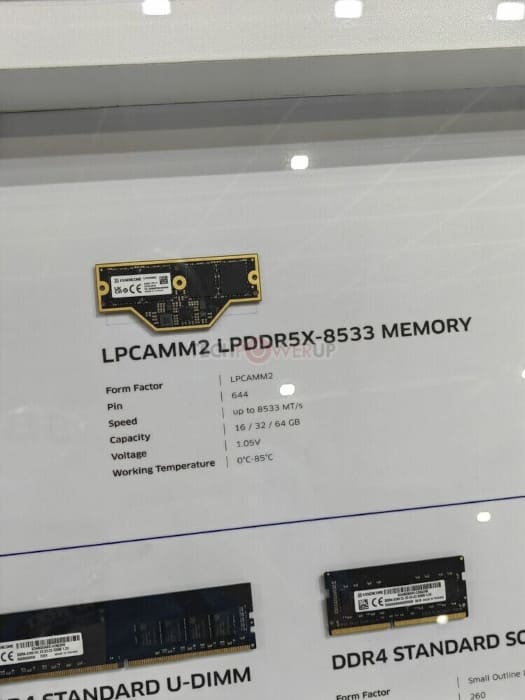 LPCAMM2 LPDDR5X-8533 MEMORY
TECHPOWERUP
Form Factor LPCAMM2
Pin 644
Speed up to 8533 MT/s
Capacity 16 / 32 / 64 GB
Voltage 1.05V
Working Temperature 0°C-85°C
STANDARD U-DIMM
DDR4 STANDARD SO
Small Outline
Form Factor
260